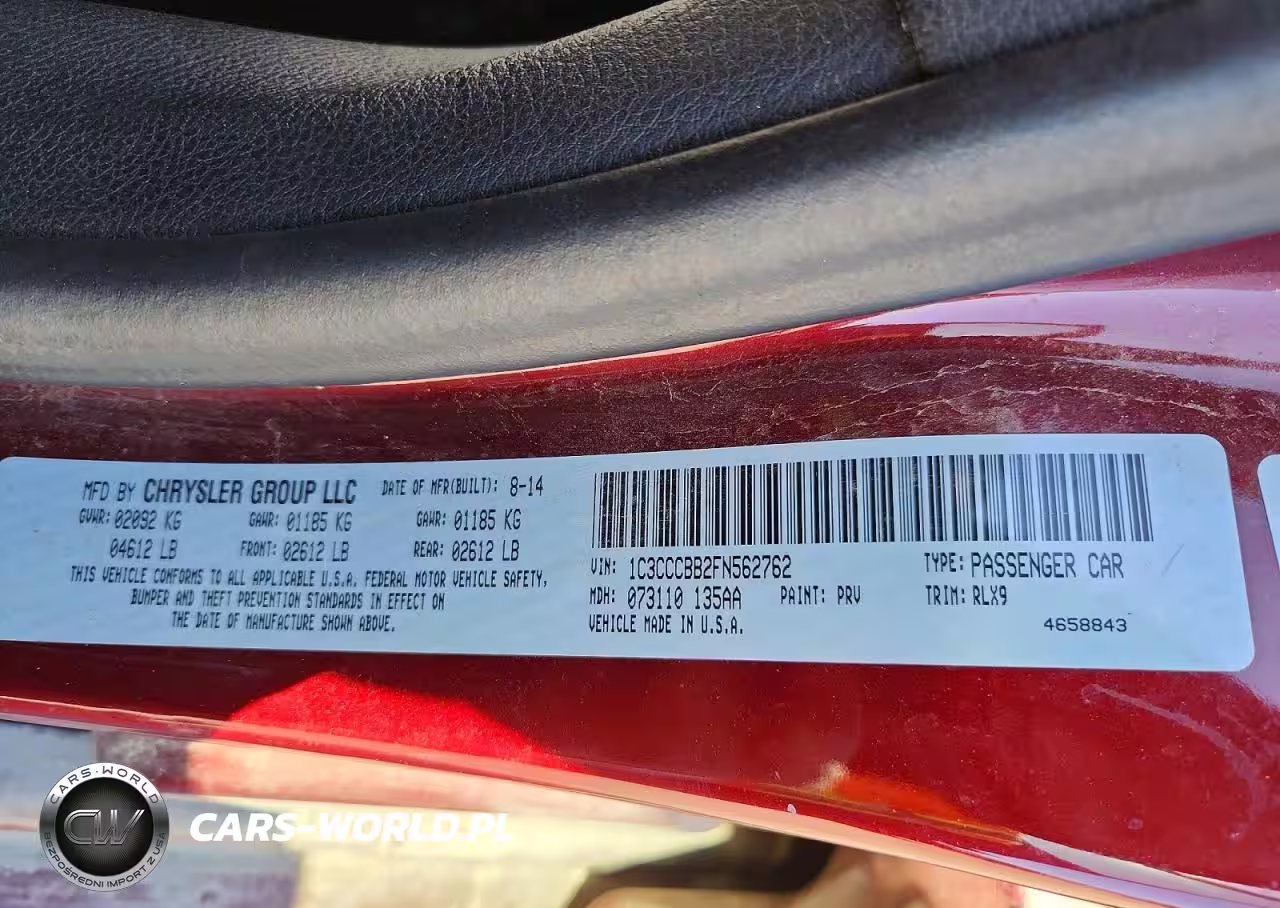 MFD BY CHRYSLER GROUP LLC DATE OF MFR(BUILT): 8-14
GVWR: 02092 KG GAWR: 01185 KG GAWR: 01185 KG
04612 LB FRONT: 02612 LB REAR: 02612 LB
THIS VEHICLE CONFORMS TO ALL APPLICABLE U.S.A. FEDERAL MOTOR VEHICLE SAFETY,
BUMPER AND THEFT PREVENTION STANDARDS IN EFFECT ON
THE DATE OF MANUFACTURE SHOWN ABOVE.
VIN: 1C3CCCBB2FN562762 TYPE: PASSENGER CAR
MDH: 073110 135AA PAINT: PRV TRIM: RLX9
VEHICLE MADE IN U.S.A. 4658843
CARS-WORLD
CW
BEZPOŚREDNI IMPORT Z USA
CARS-WORLD.PL